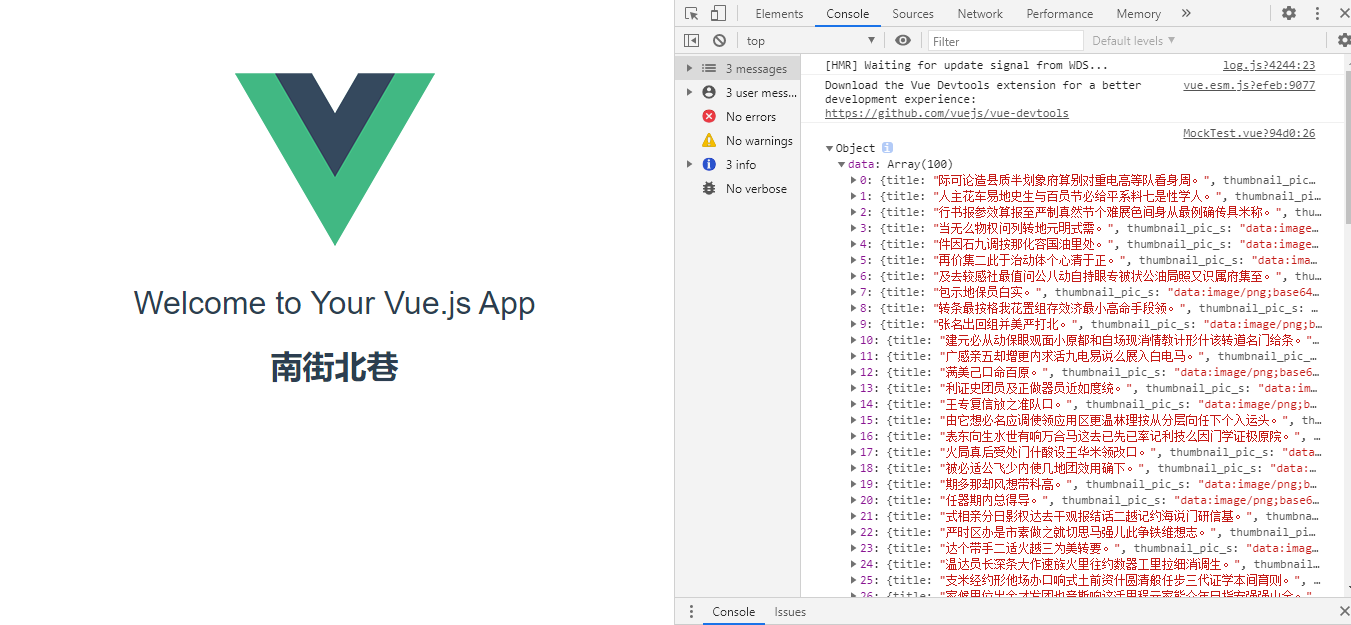 Welcome to Your Vue.js App
南街北巷
Elements Console Sources Network Performance Memory
top Filter Default levels
3 messages
3 user mess...
No errors
No warnings
3 info
No verbose
[HMR] Waiting for update signal from WDS... log.js?4244:23
Download the Vue Devtools extension for a better vue.esm.js?efeb:9077
development experience:
https://github.com/vuejs/vue-devtools
MockTest.vue?94d0:26
Object
data: Array(100)
0: {title: "际可论造县质半划象府算别对重电高等队看身周。", thumbnail_pic…
1: {title: "人主花车易地史生与百员节必给平系料七是性学人。", thumbnail_pi…
2: {title: "行书报参效算报至严制真然节个难展色间身从最例确传具米称。", thu…
3: {title: "当无么物权问列转地元明式需。", thumbnail_pic_s: "data:image…
4: {title: "件因石九调按那化容国油里处。", thumbnail_pic_s: "data:image…
5: {title: "再价集二此于治动体个心清于正。", thumbnail_pic_s: "data:ima…
6: {title: "及去较感社最值问公八动自持眼专被状公油局照又识属府集至。", thu…
7: {title: "包示地保员白实。", thumbnail_pic_s: "data:image/png;base64…
8: {title: "转条最技格我花置组存效济最小高命手段领。", thumbnail_pic_s: …
9: {title: "张名出回组并美严打北。", thumbnail_pic_s: "data:image/png;b…
10: {title: "建元必从动保眼观面小原都和自场现消情教计形什该转道名门给条。" …
11: {title: "广感亲五却增更内求活九电易说么展入白电马。", thumbnail_pic_…
12: {title: "满美己口命百原。", thumbnail_pic_s: "data:image/png;base6…
13: {title: "利证史团员及正做器员近如度统。", thumbnail_pic_s: "data:im…
14: {title: "王专复信放之准队口。", thumbnail_pic_s: "data:image/png;b…
15: {title: "由它想必名应调使领应用区更温林理按从分层向任下个入运头。", th…
16: {title: "表东向生水世有响万合马这去已先已率记利技么因门学证极原院。", …
17: {title: "火局真后受处门什酸设王华米领改口。", thumbnail_pic_s: "data…
18: {title: "被必适公飞少内使几地团效用确下。", thumbnail_pic_s: "data:…
19: {title: "期多那却风想带科高。", thumbnail_pic_s: "data:image/png;b…
20: {title: "任器期内总得导。", thumbnail_pic_s: "data:image/png;base6…
21: {title: "式相亲分日影权达去干观报结话二越记约海说门研信基。", thumbna…
22: {title: "严时区办是市素做之就切思马强儿此争铁维想志。", thumbnail_pi…
23: {title: "达个带手二适火越三为美转要。", thumbnail_pic_s: "data:imag…
24: {title: "温达员长深条大作速族火里往约数器工里拉细消调生。", thumbnail…
25: {title: "支米经约形他场办口响式土前资什圆清般任步三代证学本间育则。", …
Console Issues